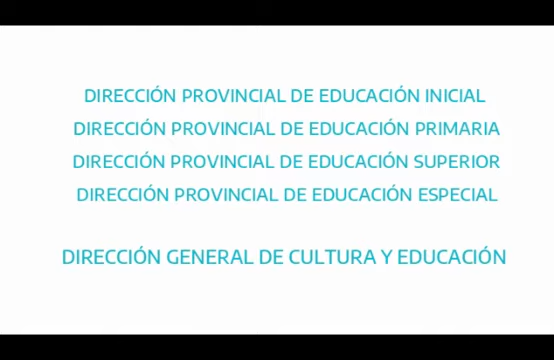 DIRECCIÓN PROVINCIAL DE EDUCACIÓN INICIAL
DIRECCIÓN PROVINCIAL DE EDUCACIÓN PRIMARIA
DIRECCIÓN PROVINCIAL DE EDUCACIÓN SUPERIOR
DIRECCIÓN PROVINCIAL DE EDUCACIÓN ESPECIAL
DIRECCIÓN GENERAL DE CULTURA Y EDUCACIÓN